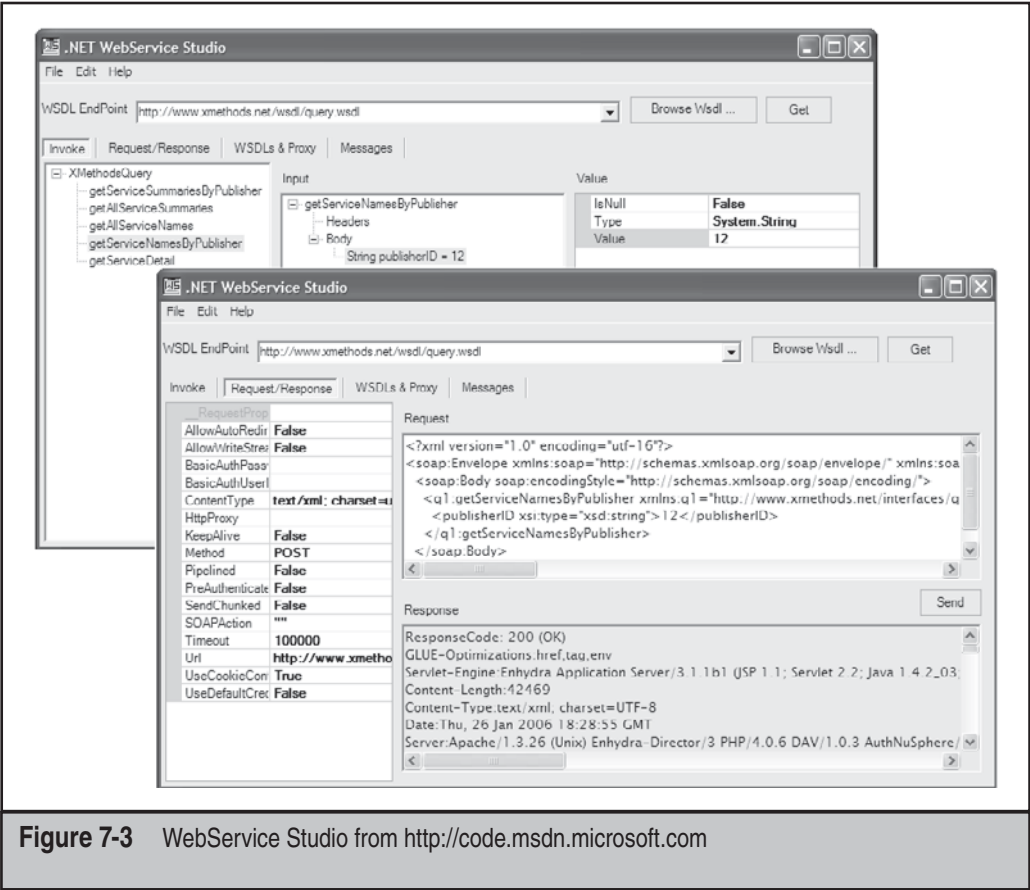 .NET WebService Studio
File Edit Help
WSDL EndPoint http://www.xmethods.net/wsdl/query.wsdl Browse Wsdl ... Get
Invoke Request/Response WSDLs & Proxy Messages
XMethodsQuery
getServiceSummariesByPublisher
getAllServiceSummaries
getAllServiceNames
getServiceNamesByPublisher
getServiceDetail
Input
getServiceNamesByPublisher
Headers
Body
String publisherID = 12
Value
IsNull False
Type System.String
Value 12
.NET WebService Studio
File Edit Help
WSDL EndPoint http://www.xmethods.net/wsdl/query.wsdl Browse Wsdl ... Get
Invoke Request/Response WSDLs & Proxy Messages
__RequestProp
AllowAutoRedir False
AllowWriteStrea False
BasicAuthPass
BasicAuthUserI
ContentType text/xml; charset=u
HttpProxy
KeepAlive False
Method POST
Pipelined False
PreAuthenticate False
SendChunked False
SOAPAction ""
Timeout 100000
Url http://www.xmetho
UseCookieCon True
UseDefaultCred False
Request
<?xml version="1.0" encoding="utf-16"?>
<soap:Envelope xmlns:soap="http://schemas.xmlsoap.org/soap/envelope/" xmlns:soa
<soap:Body soap:encodingStyle="http://schemas.xmlsoap.org/soap/encoding/">
<q1:getServiceNamesByPublisher xmlns:q1="http://www.xmethods.net/interfaces/q
<publisherID xsi:type="xsd:string">12</publisherID>
</q1:getServiceNamesByPublisher>
</soap:Body>
Send
Response
ResponseCode: 200 (OK)
GLUE-Optimizations:href,tag,env
Servlet-Engine:Enhydra Application Server/3.1.1b1 (JSP 1.1; Servlet 2.2; Java 1.4.2_03;
Content-Length:42469
Content-Type:text/xml; charset=UTF-8
Date:Thu, 26 Jan 2006 18:28:55 GMT
Server:Apache/1.3.26 (Unix) Enhydra-Director/3 PHP/4.0.6 DAV/1.0.3 AuthNuSphere/
Figure 7-3 WebService Studio from http://code.msdn.microsoft.com